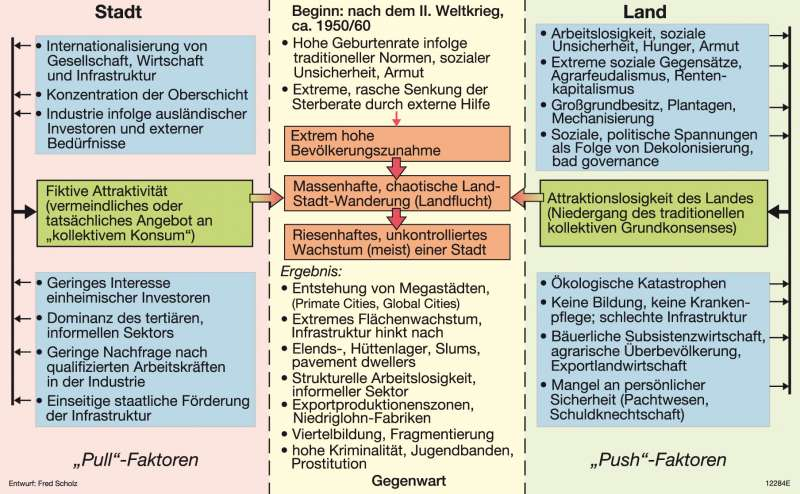 Stadt
• Internationalisierung von
Gesellschaft, Wirtschaft
und Infrastruktur
• Konzentration der Oberschicht
• Industrie infolge ausländischer
Investoren und externer
Bedürfnisse
Fiktive Attraktivität
(vermeindliches oder
tatsächliches Angebot an
„kollektivem Konsum“)
• Geringes Interesse
einheimischer Investoren
• Dominanz des tertiären,
informellen Sektors
• Geringe Nachfrage nach
qualifizierten Arbeitskräften
in der Industrie
• Einseitige staatliche Förderung
der Infrastruktur
„Pull“-Faktoren
Entwurf: Fred Scholz
Beginn: nach dem II. Weltkrieg,
ca. 1950/60
• Hohe Geburtenrate infolge
traditioneller Normen, sozialer
Unsicherheit, Armut
• Extreme, rasche Senkung der
Sterberate durch externe Hilfe
Extrem hohe
Bevölkerungszunahme
Massenhafte, chaotische Land-
Stadt-Wanderung (Landflucht)
Riesenhaftes, unkontrolliertes
Wachstum (meist) einer Stadt
Ergebnis:
• Entstehung von Megastädten,
(Primate Cities, Global Cities)
• Extremes Flächenwachstum,
Infrastruktur hinkt nach
• Elends-, Hüttenlager, Slums,
pavement dwellers
• Strukturelle Arbeitslosigkeit,
informeller Sektor
• Exportproduktionenszonen,
Niedriglohn-Fabriken
• Viertelbildung, Fragmentierung
• hohe Kriminalität, Jugendbanden,
Prostitution
Gegenwart
Land
• Arbeitslosigkeit, soziale
Unsicherheit, Hunger, Armut
• Extreme soziale Gegensätze,
Agrarfeudalismus, Renten-
kapitalismus
• Großgrundbesitz, Plantagen,
Mechanisierung
• Soziale, politische Spannungen
als Folge von Dekolonisierung,
bad governance
Attraktionslosigkeit des Landes
(Niedergang des traditionellen
kollektiven Grundkonsenses)
• Ökologische Katastrophen
• Keine Bildung, keine Kranken-
pflege; schlechte Infrastruktur
• Bäuerliche Subsistenzwirtschaft,
agrarische Überbevölkerung,
Exportlandwirtschaft
• Mangel an persönlicher
Sicherheit (Pachtwesen,
Schuldknechtschaft)
„Push“-Faktoren
12284E